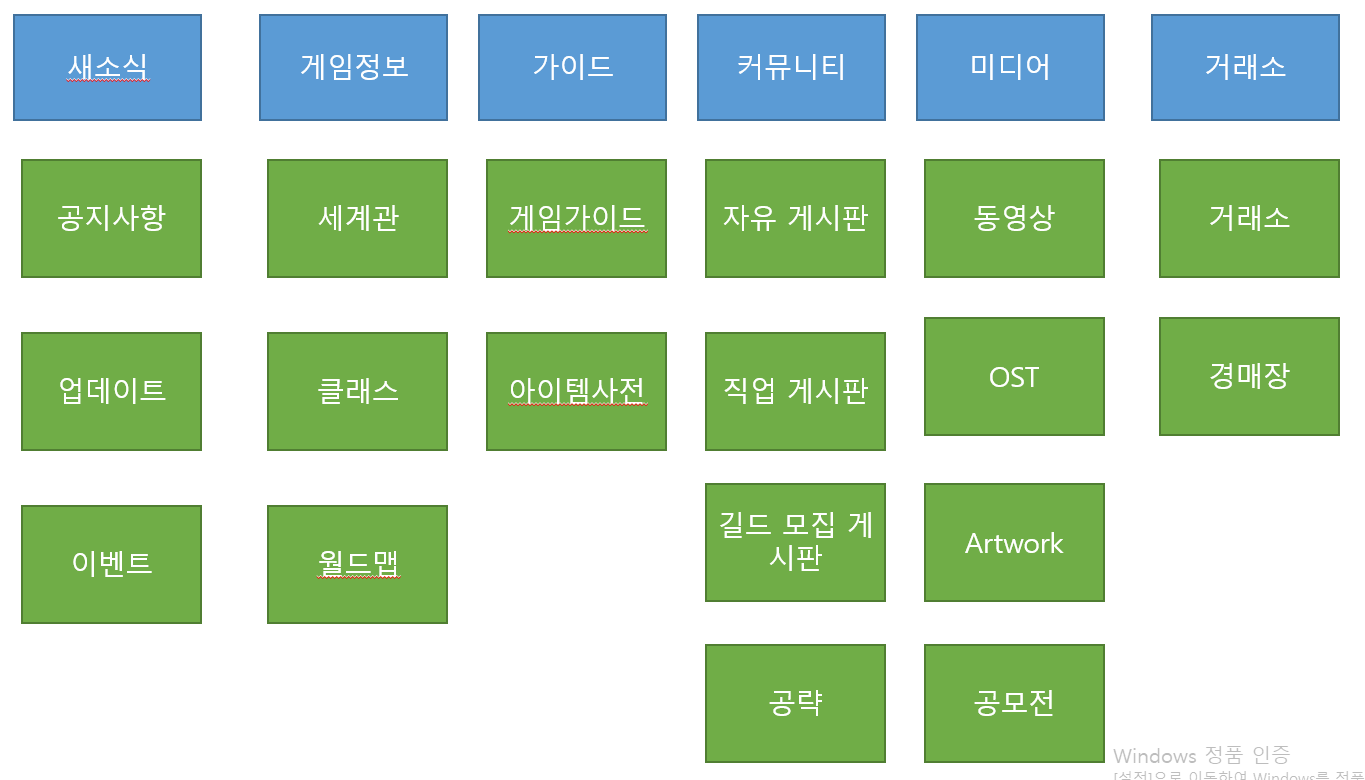 새소식
게임정보
가이드
커뮤니티
미디어
거래소
공지사항
세계관
게임가이드
자유 게시판
동영상
거래소
업데이트
클래스
아이템사전
직업 게시판
OST
경매장
이벤트
월드맵
길드 모집 게
시판
Artwork
공략
공모전
Windows 정품 인증
[설정]으로 이동하여 Windows를 정품